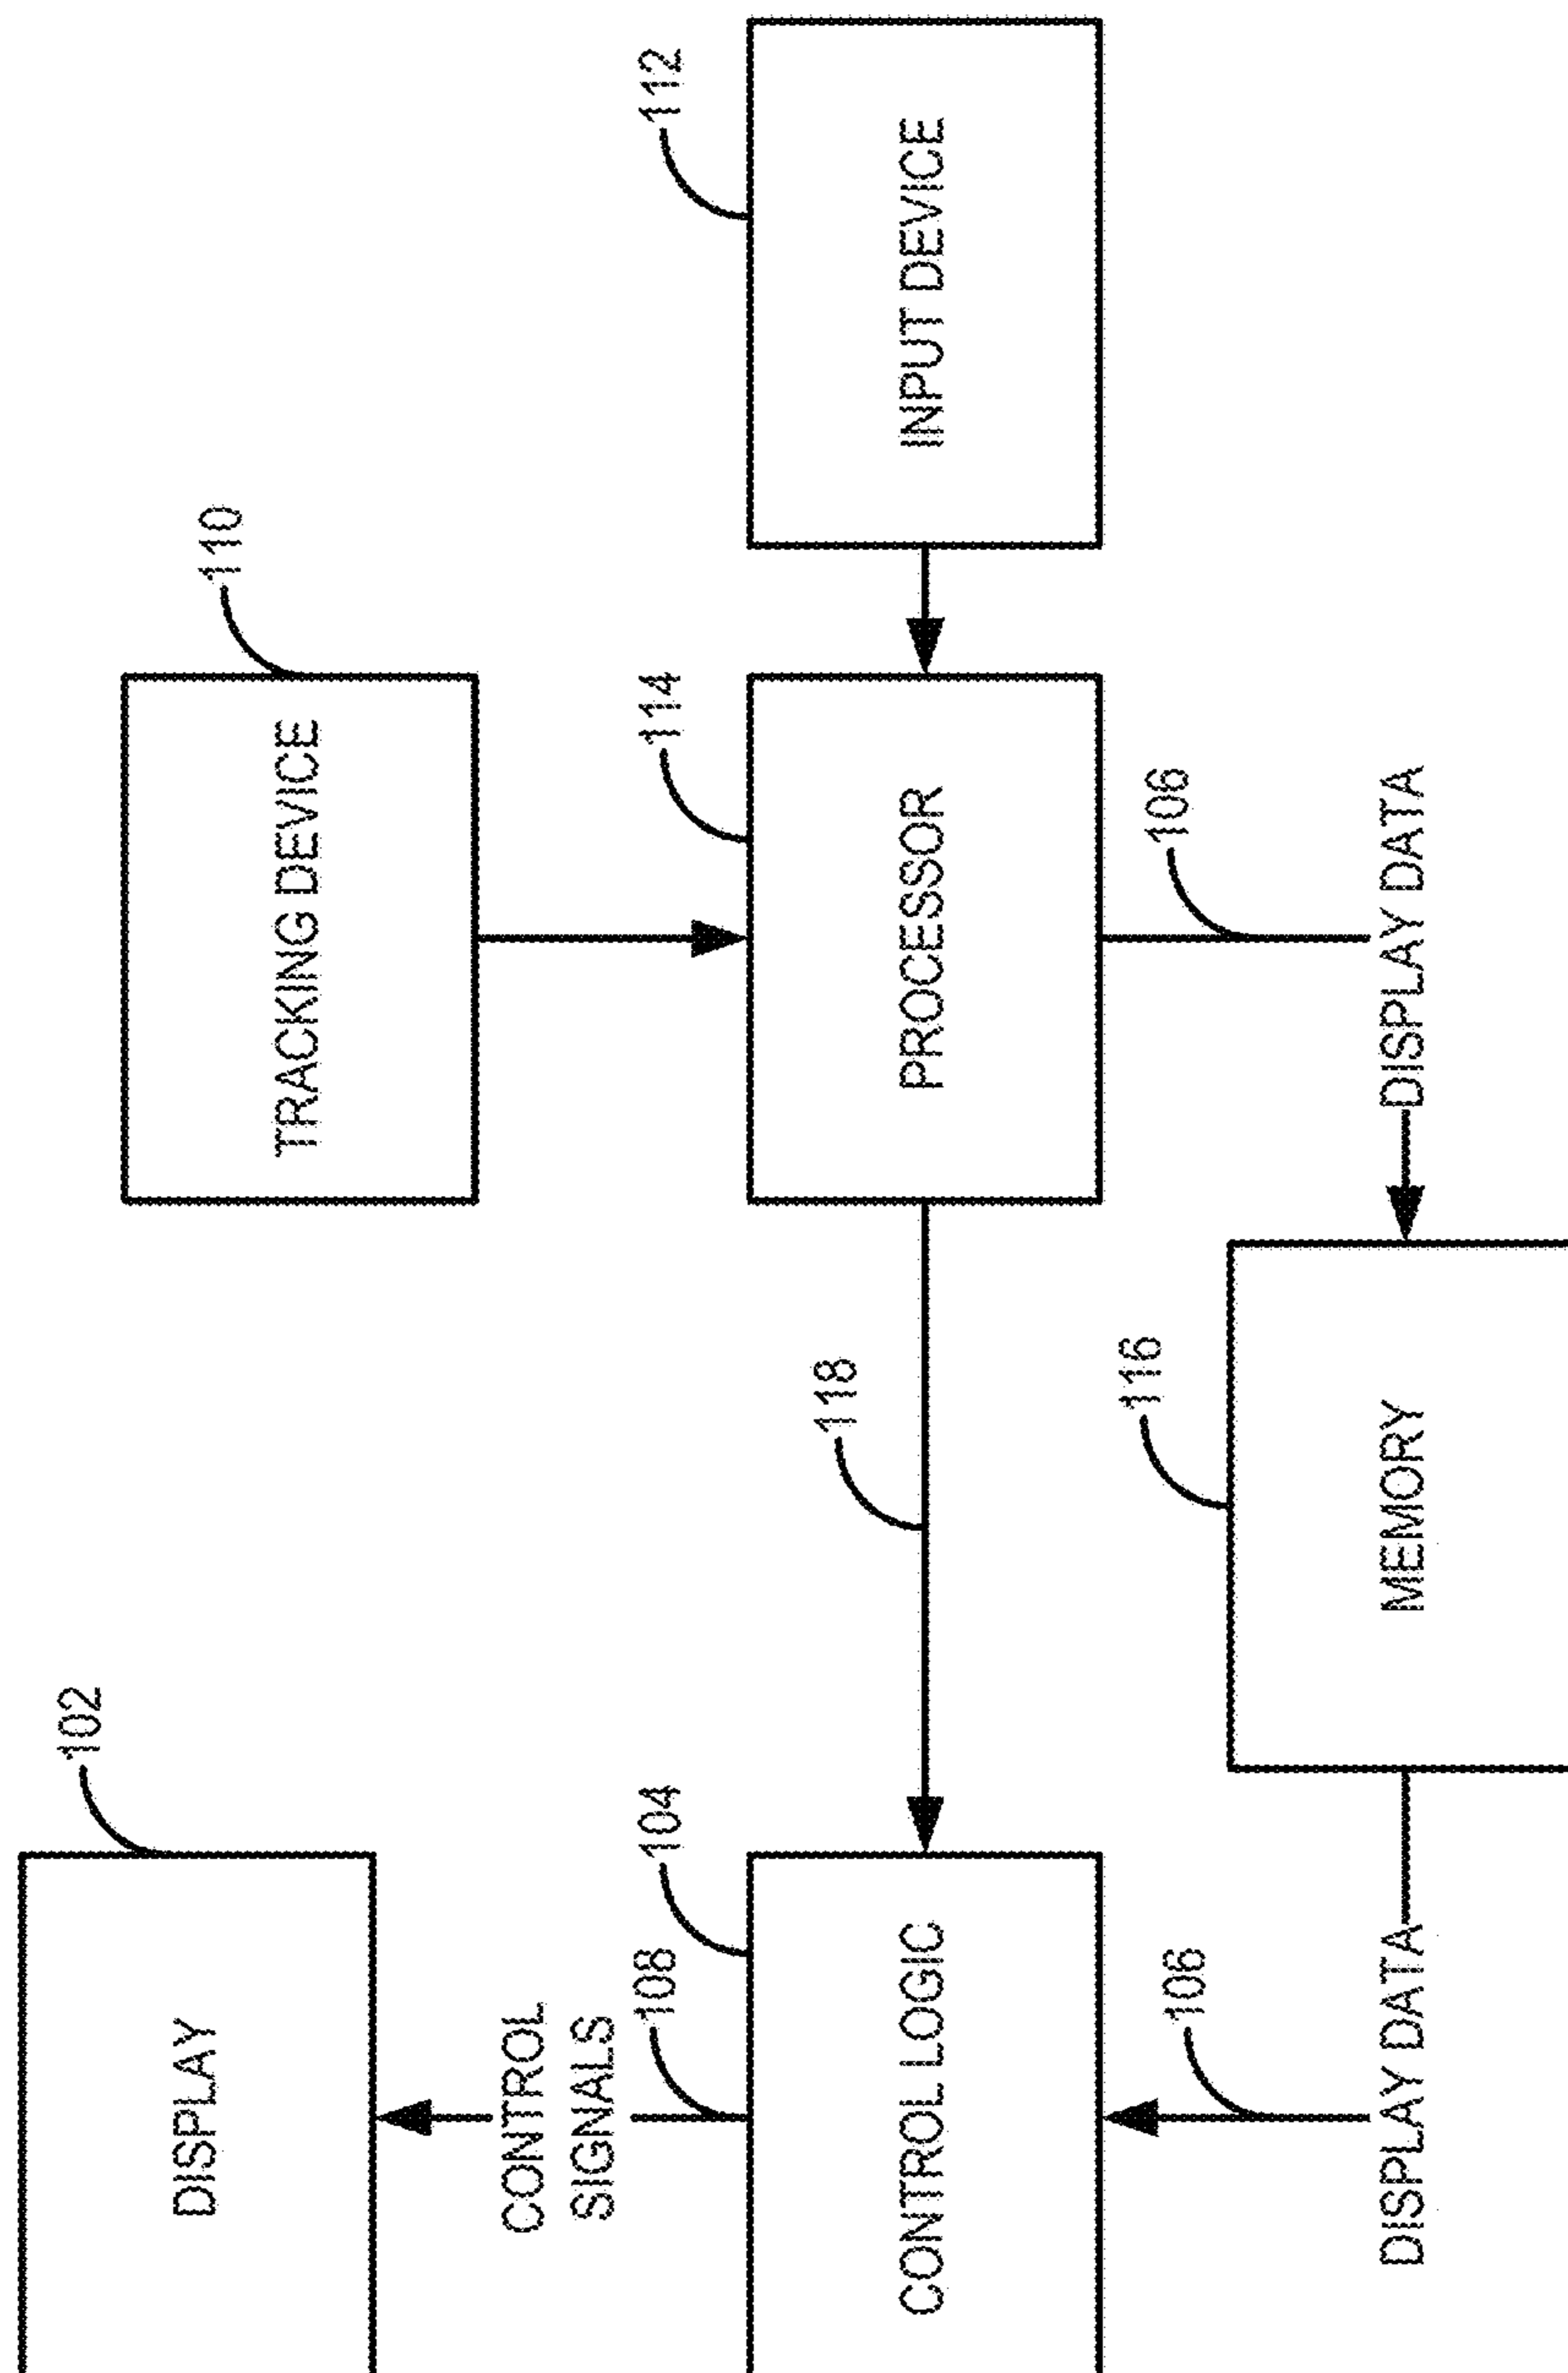 102
DISPLAY
110
TRACKING DEVICE
CONTROL
SIGNALS
108
104
114
112
118
CONTROL LOGIC
PROCESSOR
INPUT DEVICE
106
116
106
DISPLAY DATA
MEMORY
DISPLAY DATA